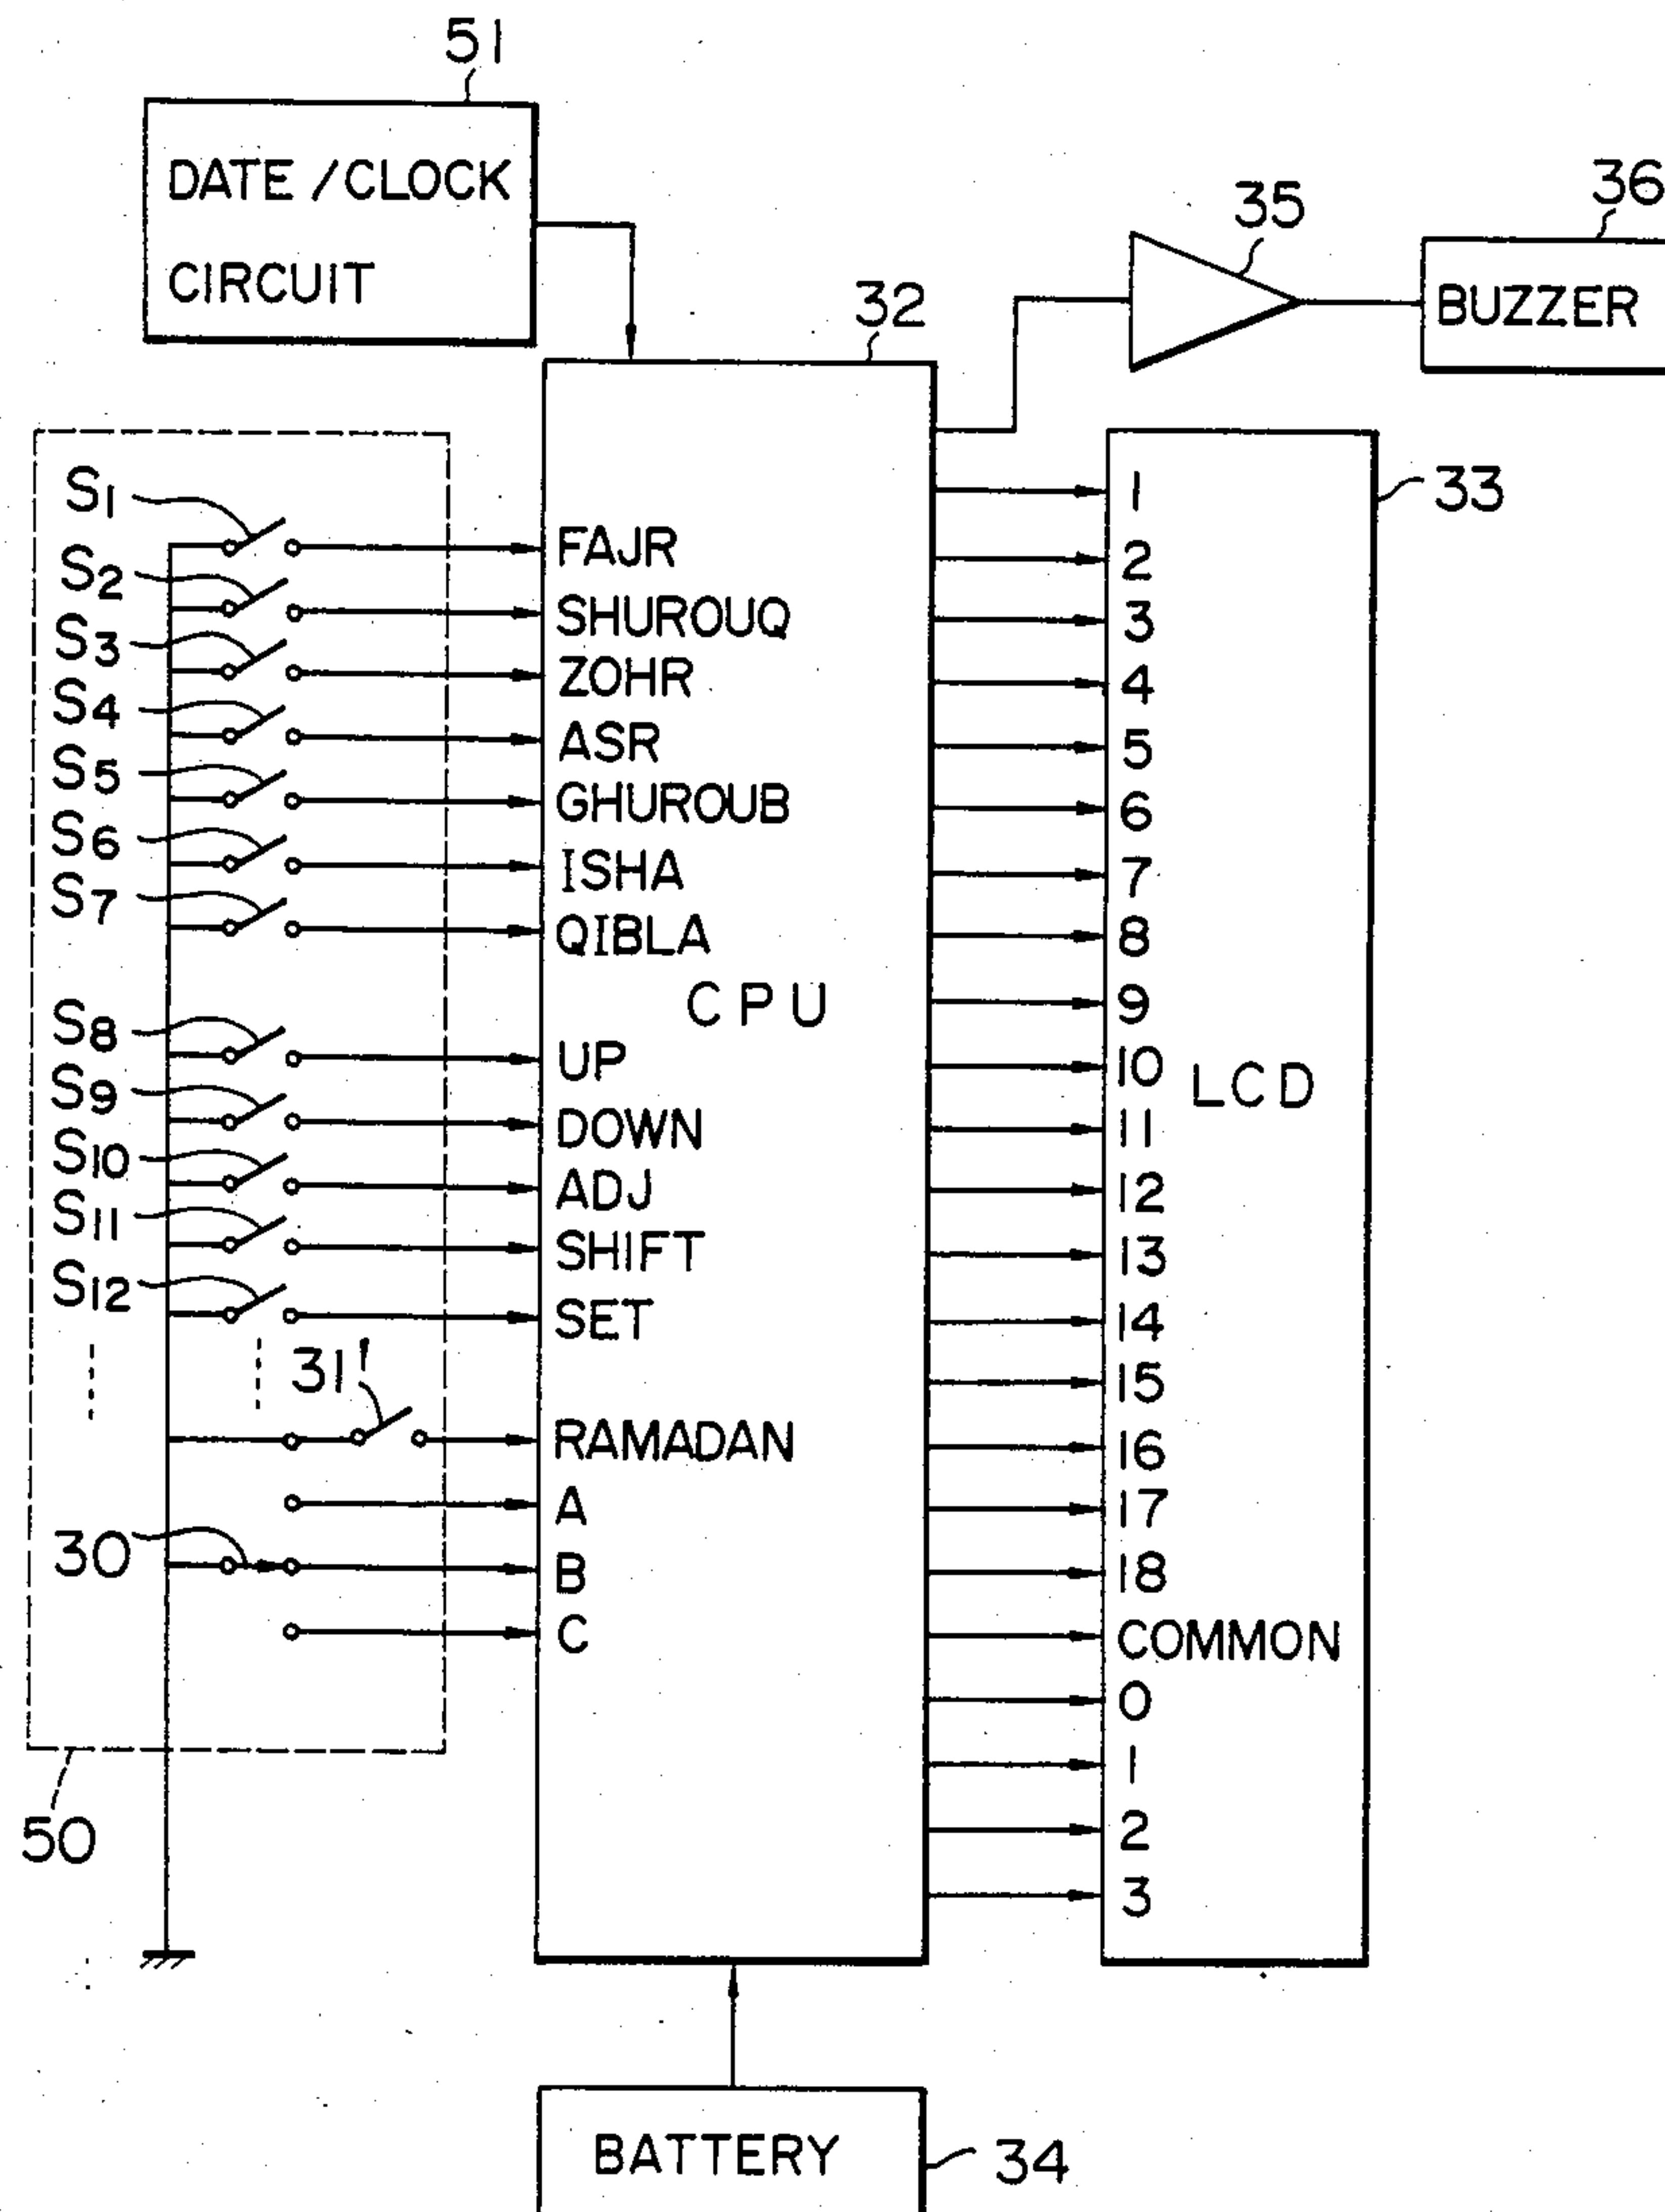 51
DATE /CLOCK
CIRCUIT
35
36
BUZZER
32
33
S1
S2
S3
S4
S5
S6
S7
S8
S9
S10
S11
S12
31'
30
50
FAJR
SHUROUQ
ZOHR
ASR
GHUROUB
ISHA
QIBLA
CPU
UP
DOWN
ADJ
SHIFT
SET
RAMADAN
A
B
C
1
2
3
4
5
6
7
8
9
10
LCD
11
12
13
14
15
16
17
18
COMMON
0
1
2
3
BATTERY
34